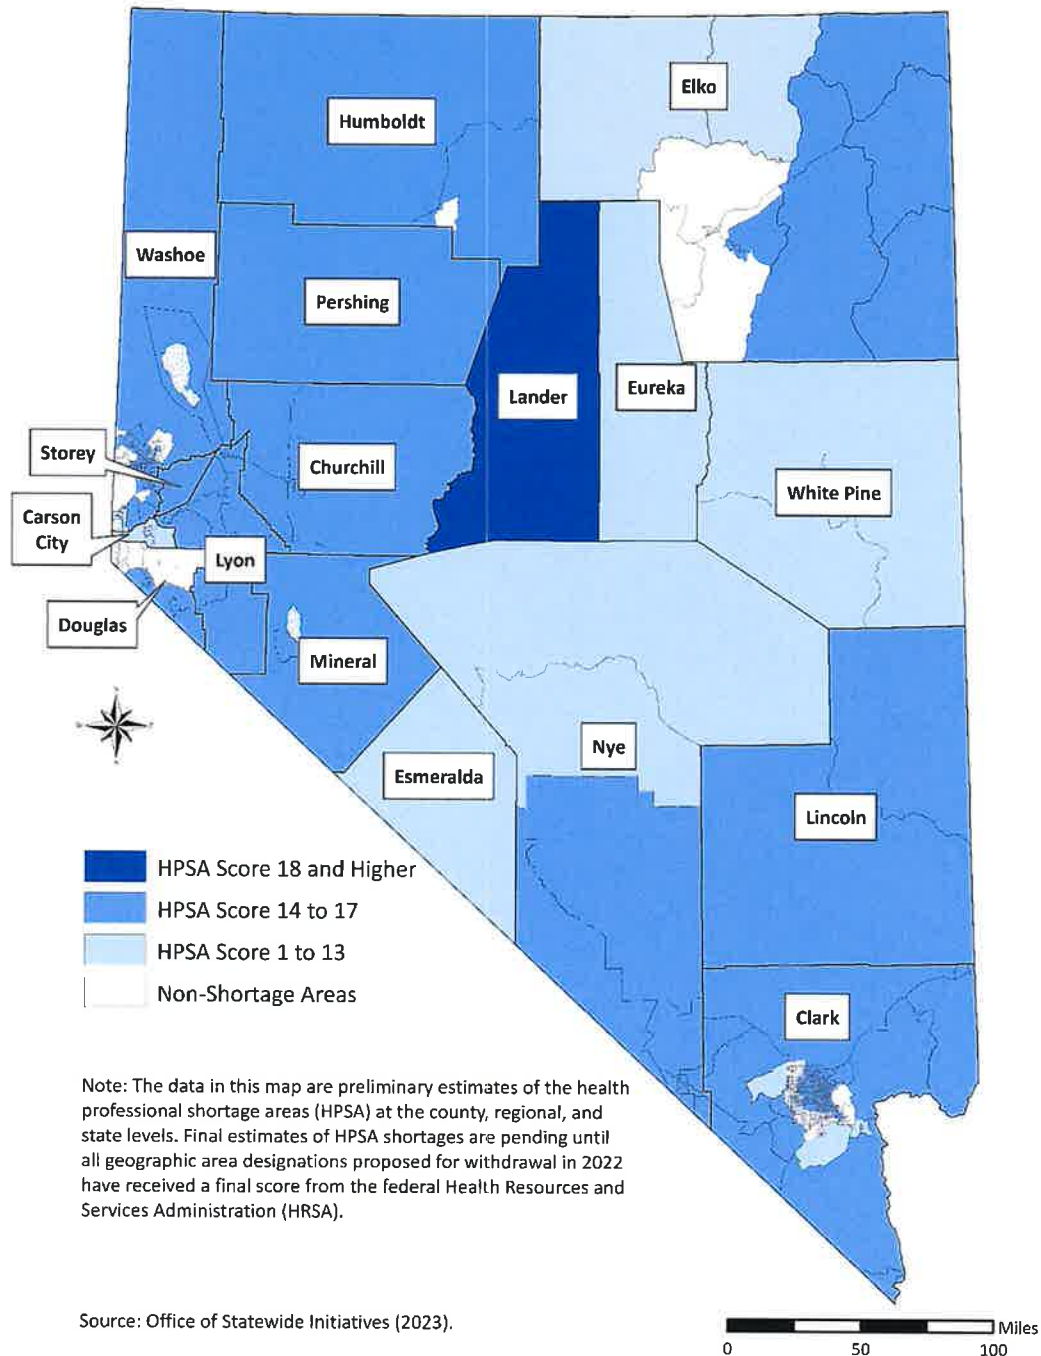 Elko
Humboldt
Washoe
Pershing
Lander
Eureka
Storey
Churchill
White Pine
Carson
City
Lyon
Douglas
Mineral
Nye
Esmeralda
Lincoln
HPSA Score 18 and Higher
HPSA Score 14 to 17
HPSA Score 1 to 13
Non-Shortage Areas
Clark
Note: The data in this map are preliminary estimates of the health
professional shortage areas (HPSA) at the county, regional, and
state levels. Final estimates of HPSA shortages are pending until
all geographic area designations proposed for withdrawal in 2022
have received a final score from the federal Health Resources and
Services Administration (HRSA).
Source: Office of Statewide Initiatives (2023).
Miles
0 50 100